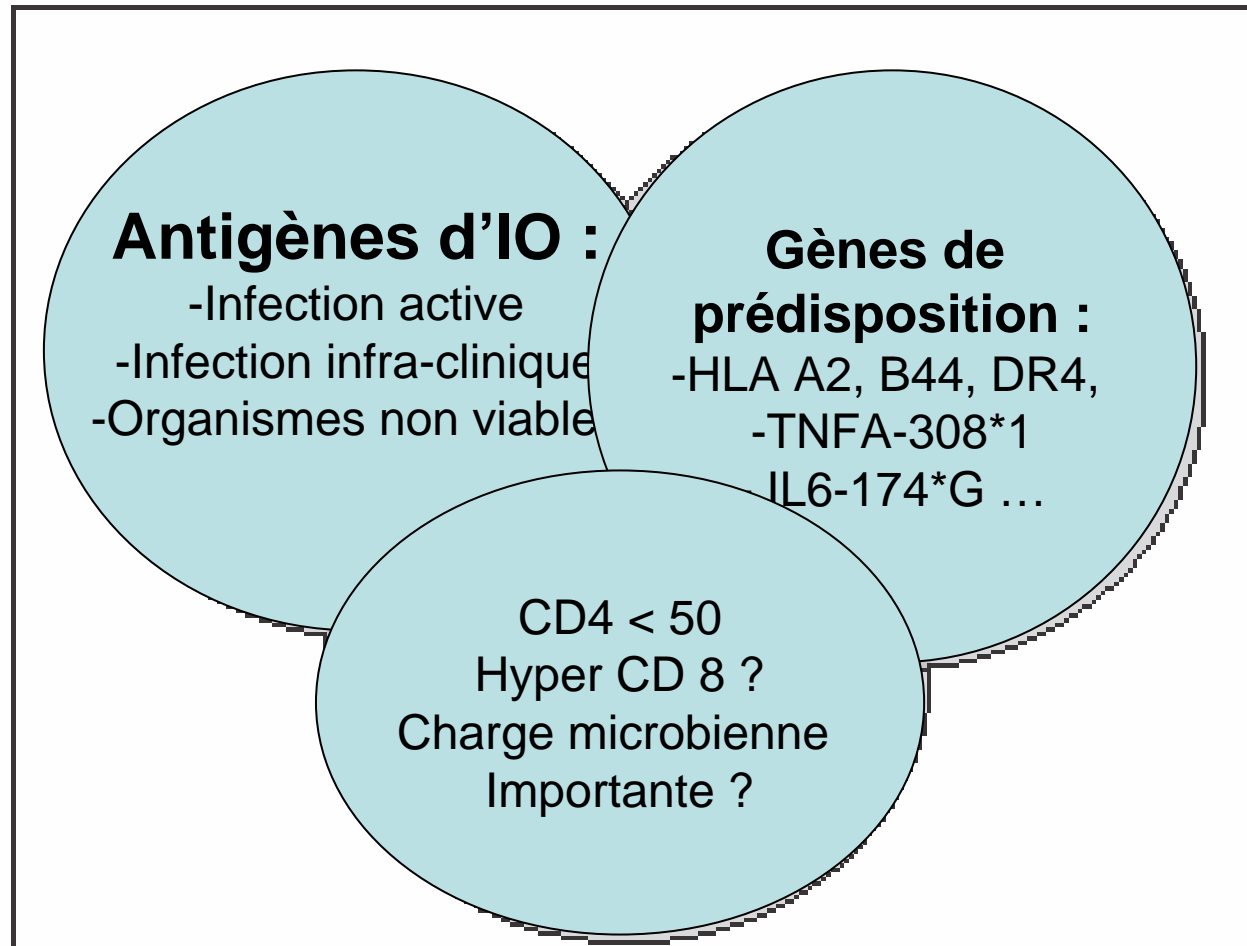 Antigènes d’IO :
-Infection active
-Infection infra-clinique
-Organismes non viable
Gènes de
prédisposition :
-HLA A2, B44, DR4,
-TNFA-308*1
- IL6-174*G …
CD4 < 50
Hyper CD 8 ?
Charge microbienne
Importante ?